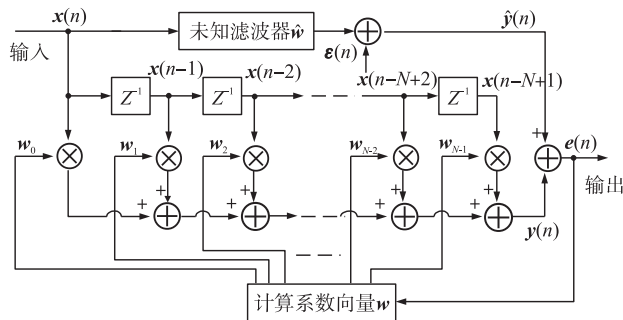 x(n)
输入
未知滤波器ŵ
ε(n)
ŷ(n)
Z⁻¹
x(n-1)
Z⁻¹
x(n-2)
x(n-N+2)
Z⁻¹
x(n-N+1)
w₀
w₁
w₂
w_{N-2}
w_{N-1}
+
e(n)
输出
+
+
+
+
+
+
+
+
+
y(n)
计算系数向量w